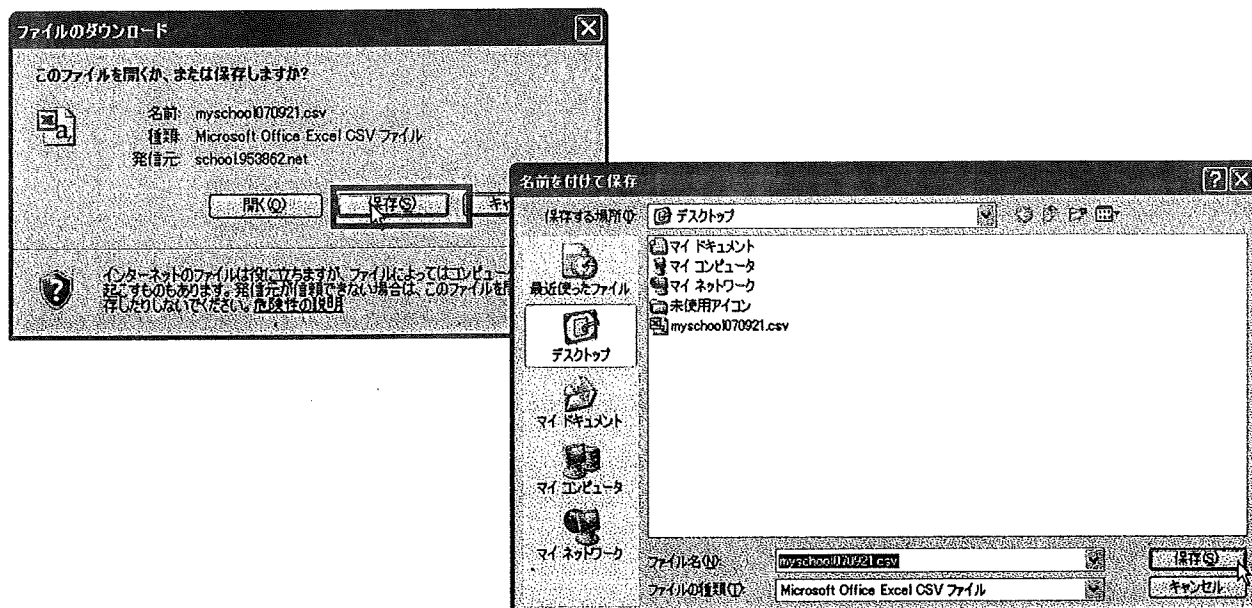 ファイルのダウンロード
このファイルを開くか、または保存しますか?
名前: myschool070921.csv
種類: Microsoft Office Excel CSV ファイル
発信元: school.953862.net
開く(O)
保存(S)
キャ
インターネットのファイルは役に立ちますが、ファイルによってはコンピュータ
起こすものもあります。発信元が信頼できない場合は、このファイルを開
存したりしないでください。危険性の説明
名前を付けて保存
保存する場所(I):
デスクトップ
最近使ったファイル
デスクトップ
マイ ドキュメント
マイ コンピュータ
マイ ネットワーク
マイ ドキュメント
マイ コンピュータ
マイ ネットワーク
未使用アイコン
myschool070921.csv
ファイル名(N):
myschool070921.csv
保存(S)
ファイルの種類(T):
Microsoft Office Excel CSV ファイル
キャンセル